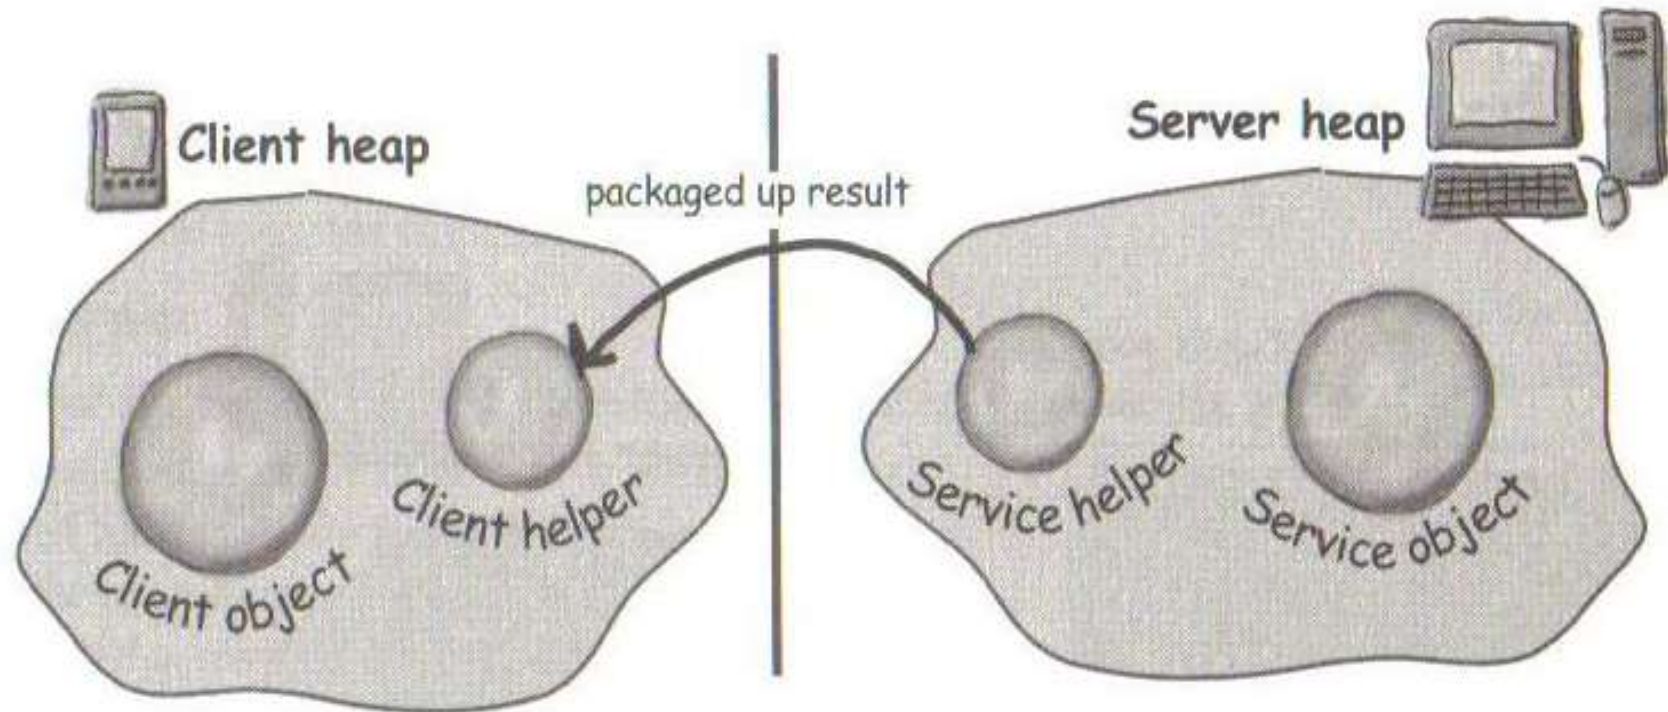 Client heap
Server heap
packaged up result
Client object
Client helper
Service helper
Service object